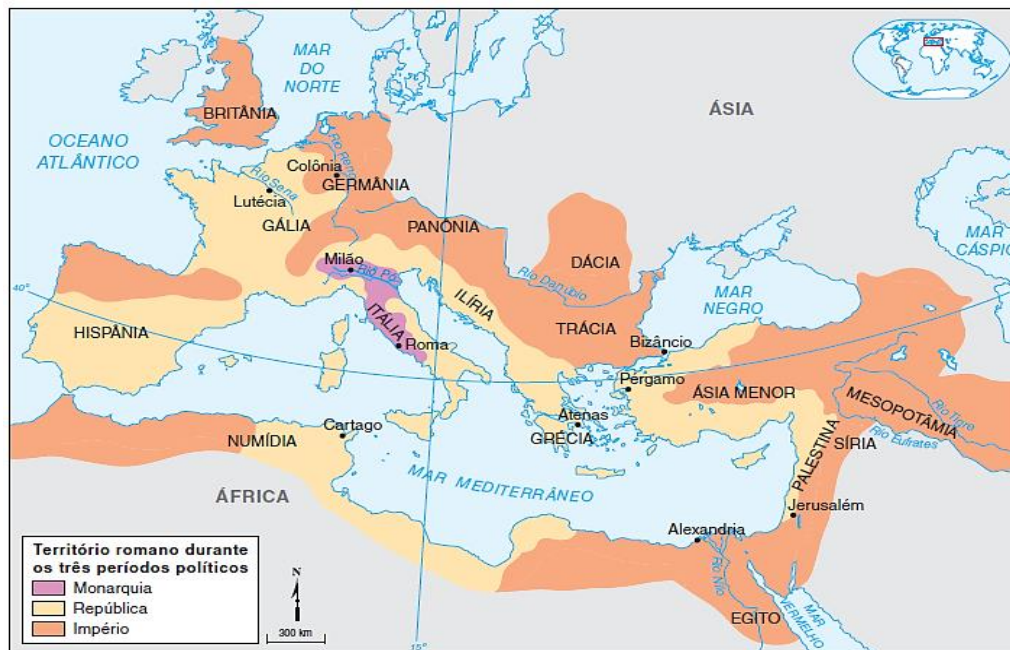 MAR
DO
NORTE
BRITÂNIA
ÁSIA
OCEANO
ATLÂNTICO
Rio Reno
Colônia
GERMÂNIA
Rio Sena
Lutécia
GÁLIA
PANÔNIA
MAR
CÁSPIO
Milão
Rio Pó
DÁCIA
Rio Danúbio
MAR
NEGRO
40°
ILÍRIA
HISPÂNIA
ITÁLIA
TRÁCIA
Roma
Bizâncio
Pérgamo
ÁSIA MENOR
MESOPOTÂMIA
Rio Tigre
Rio Eufrates
Atenas
GRÉCIA
NUMÍDIA
Cartago
SÍRIA
PALESTINA
MAR MEDITERRÂNEO
ÁFRICA
Jerusalém
Alexandria
Rio Nilo
EGITO
MAR
VERMELHO
Território romano durante
os três períodos políticos
Monarquia
República
Império
N
300 km
15°